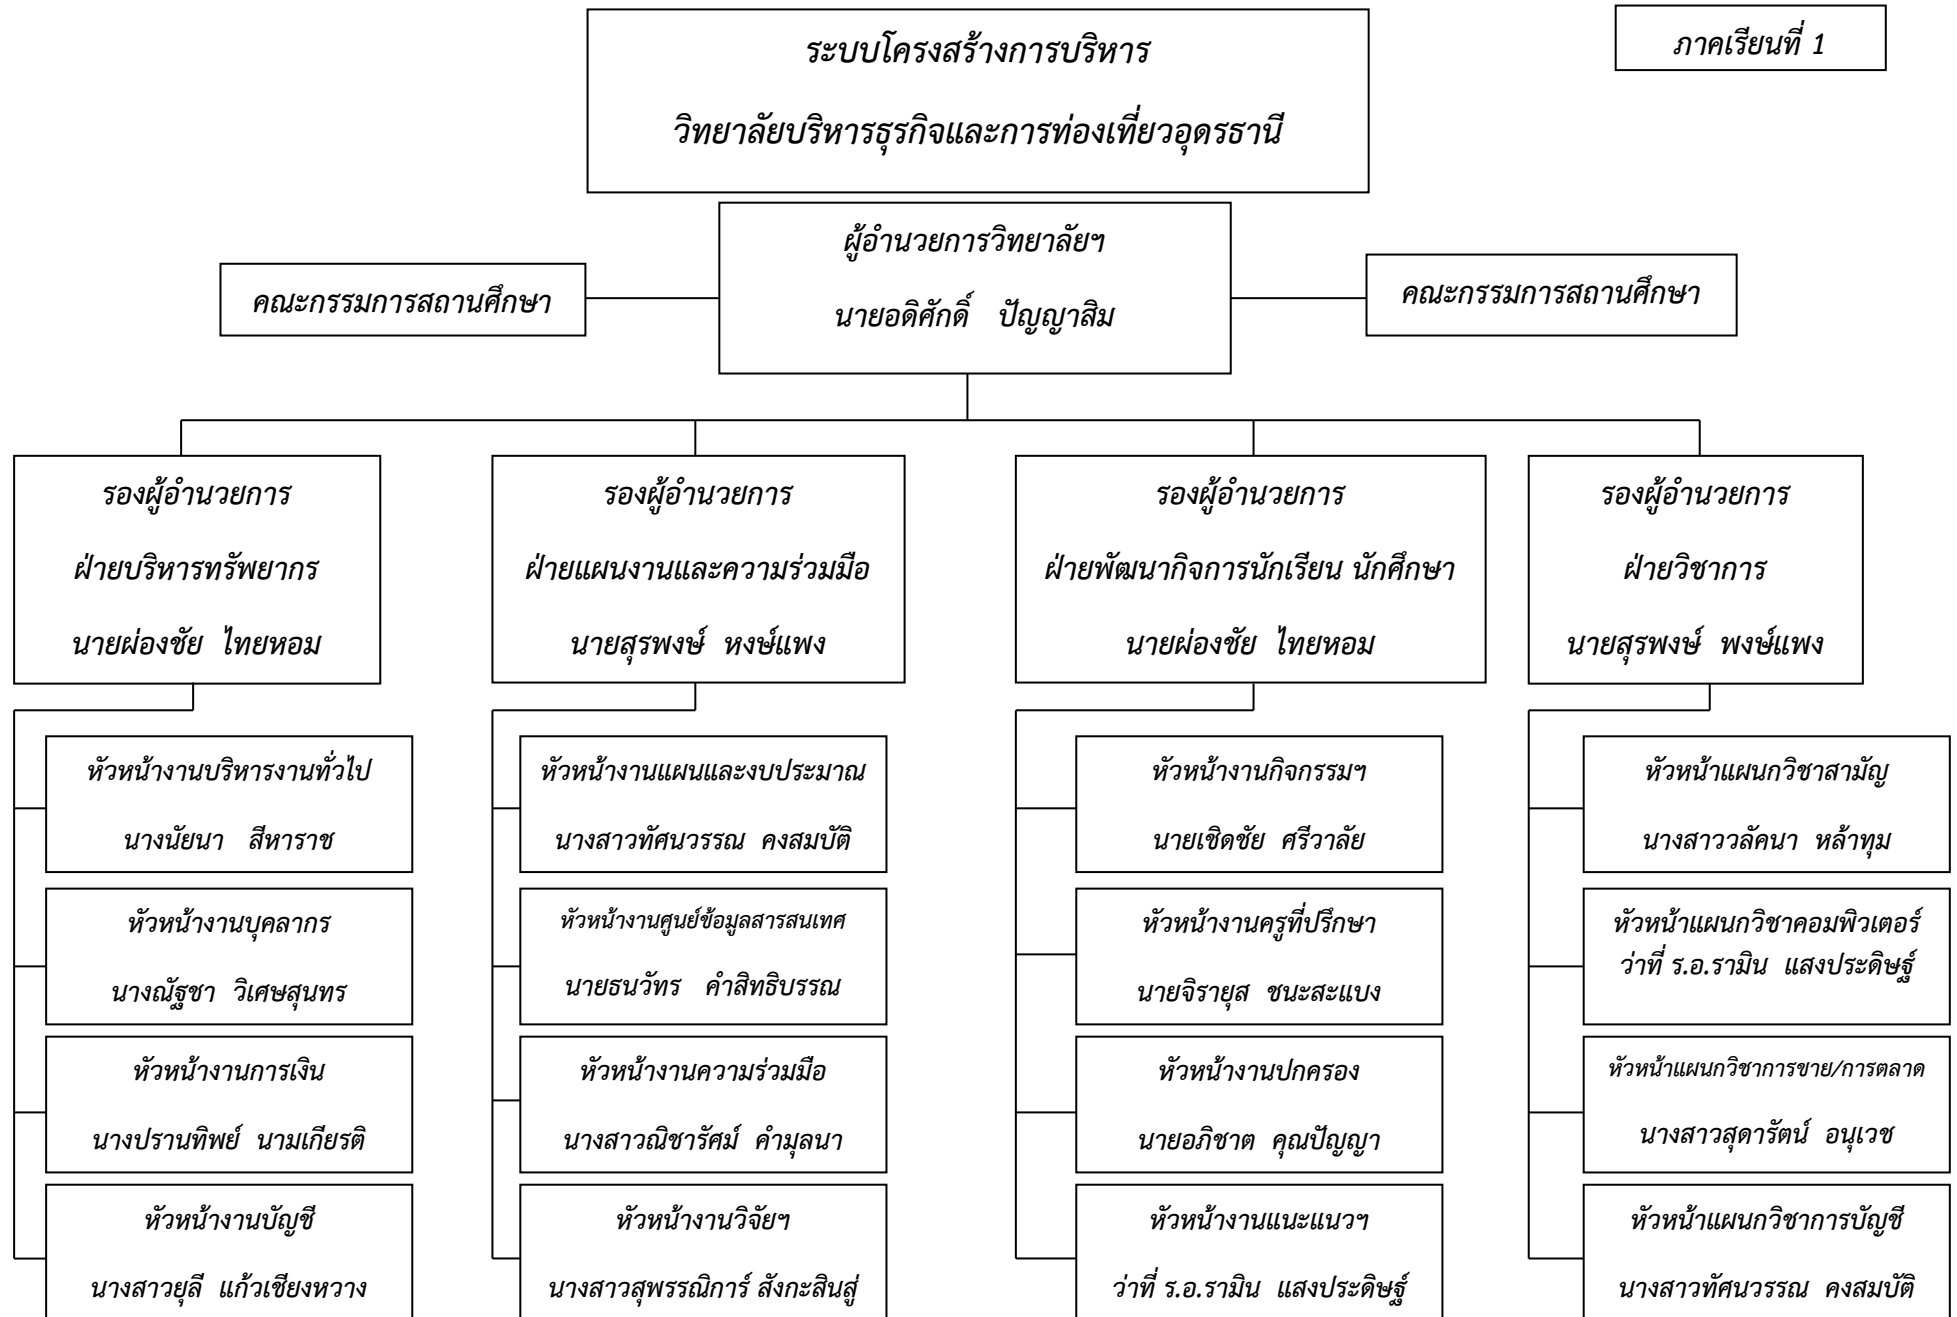 ระบบโครงสร้างการบริหาร
วิทยาลัยบริหารธุรกิจและการท่องเที่ยวอุดรธานี
ภาคเรียนที่ 1
ผู้อำนวยการวิทยาลัยฯ
นายอดิศักดิ์ ปัญญาสิม
คณะกรรมการสถานศึกษา
คณะกรรมการสถานศึกษา
รองผู้อำนวยการ
ฝ่ายบริหารทรัพยากร
นายผ่องชัย ไทยหอม
รองผู้อำนวยการ
ฝ่ายแผนงานและความร่วมมือ
นายสุรพงษ์ หงษ์แพง
รองผู้อำนวยการ
ฝ่ายพัฒนากิจการนักเรียน นักศึกษา
นายผ่องชัย ไทยหอม
รองผู้อำนวยการ
ฝ่ายวิชาการ
นายสุรพงษ์ พงษ์แพง
หัวหน้างานบริหารงานทั่วไป
นางนัยนา สีหาราช
หัวหน้างานบุคลากร
นางณัฐชา วิเศษสุนทร
หัวหน้างานการเงิน
นางปรานทิพย์ นามเกียรติ
หัวหน้างานบัญชี
นางสาวยุลี แก้วเชียงหวาง
หัวหน้างานแผนและงบประมาณ
นางสาวทัศนวรรณ คงสมบัติ
หัวหน้างานศูนย์ข้อมูลสารสนเทศ
นายธนวัทร คำสิทธิบรรณ
หัวหน้างานความร่วมมือ
นางสาวณิชารัศม์ คำมุลนา
หัวหน้างานวิจัยฯ
นางสาวสุพรรณิการ์ สังกะสินสู่
หัวหน้างานกิจกรรมฯ
นายเชิดชัย ศรีวาลัย
หัวหน้างานครูที่ปรึกษา
นายจิรายุส ชนะสะแบง
หัวหน้างานปกครอง
นายอภิชาต คุณปัญญา
หัวหน้างานแนะแนวฯ
ว่าที่ ร.อ.รามิน แสงประดิษฐ์
หัวหน้าแผนกวิชาสามัญ
นางสาววลัคนา หล้าทุม
หัวหน้าแผนกวิชาคอมพิวเตอร์
ว่าที่ ร.อ.รามิน แสงประดิษฐ์
หัวหน้าแผนกวิชาการขาย/การตลาด
นางสาวสุดารัตน์ อนุเวช
หัวหน้าแผนกวิชาการบัญชี
นางสาวทัศนวรรณ คงสมบัติ